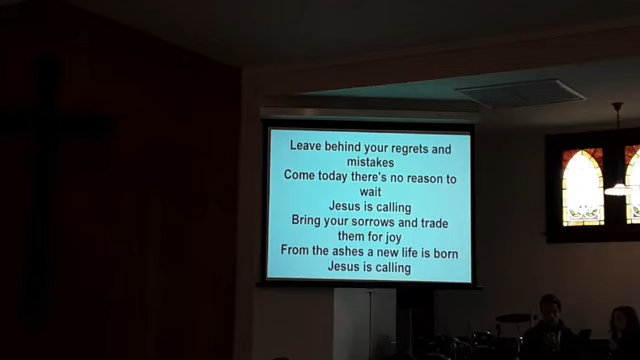 Leave behind your regrets and
mistakes
Come today there's no reason to
wait
Jesus is calling
Bring your sorrows and trade
them for joy
From the ashes a new life is born
Jesus is calling